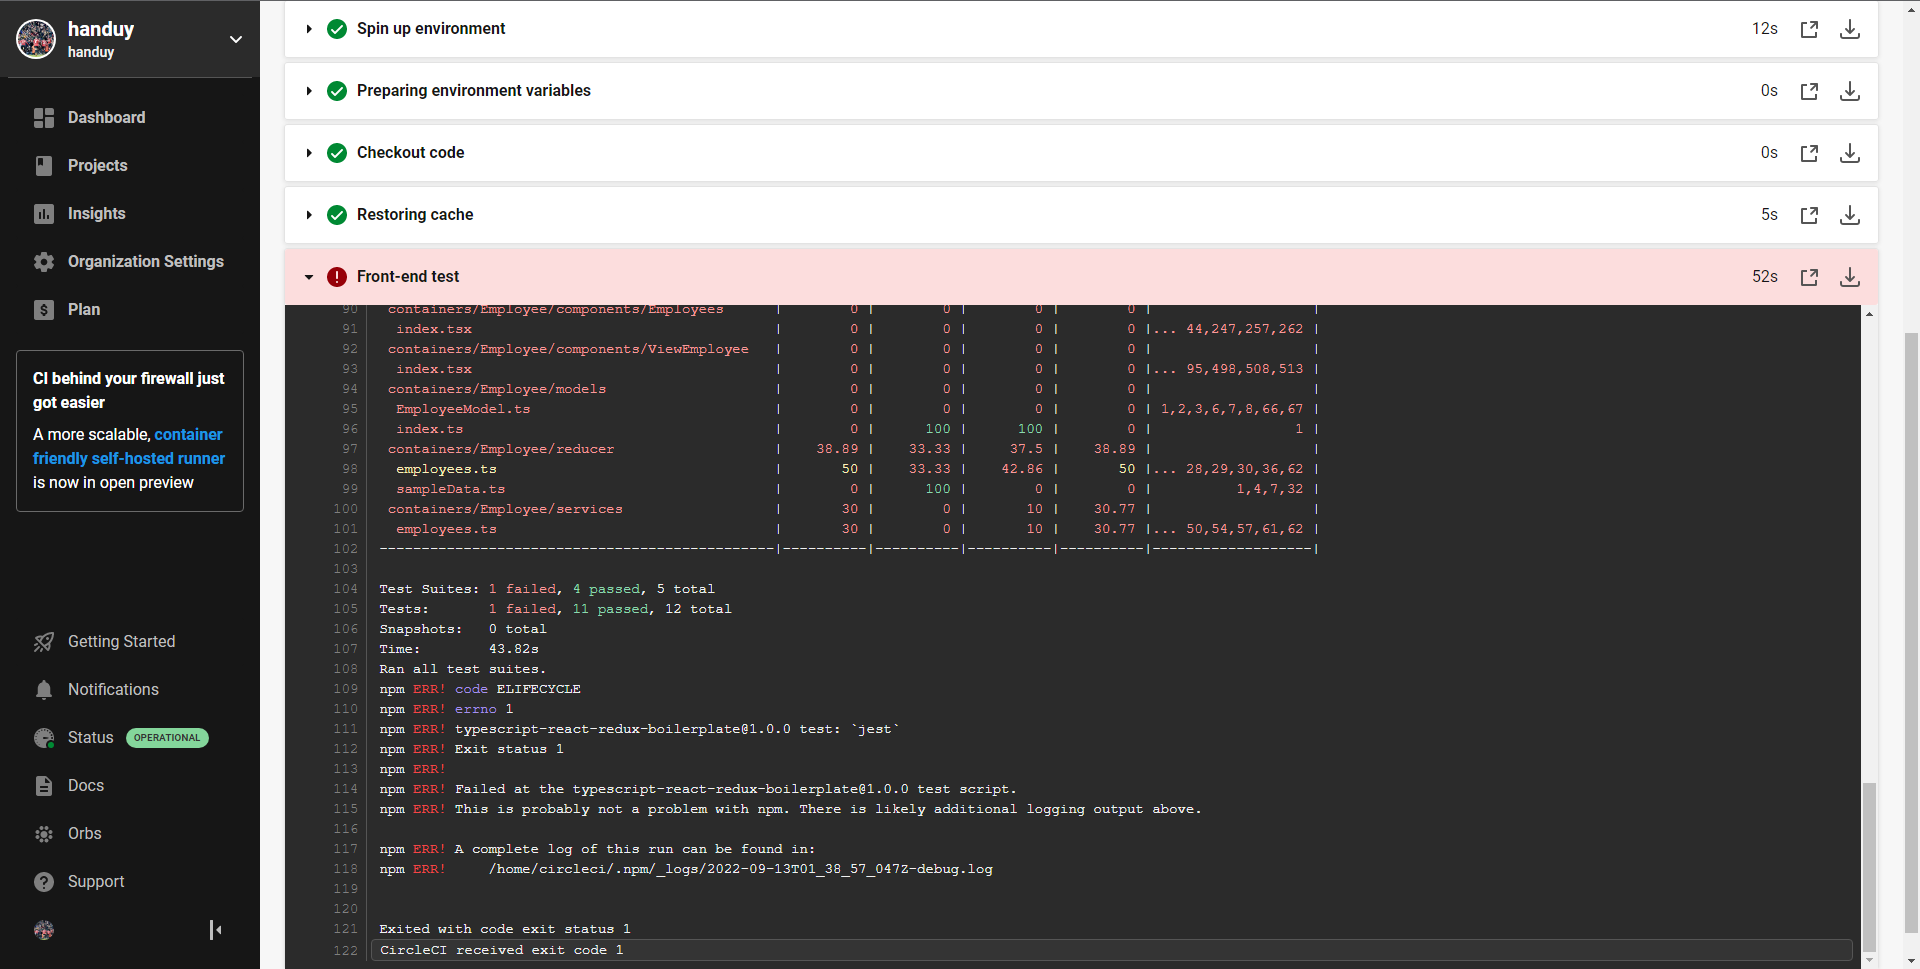 handuy
handuy
Dashboard
Projects
Insights
Organization Settings
Plan
CI behind your firewall just
got easier
A more scalable, container
friendly self-hosted runner
is now in open preview
Getting Started
Notifications
Status OPERATIONAL
Docs
Orbs
Support
Spin up environment 12s
Preparing environment variables 0s
Checkout code 0s
Restoring cache 5s
Front-end test 52s
90 containers/Employee/components/Employees | 0 | 0 | 0 | 0 | |
91 index.tsx | 0 | 0 | 0 | 0 |... 44,247,257,262 |
92 containers/Employee/components/ViewEmployee | 0 | 0 | 0 | 0 | |
93 index.tsx | 0 | 0 | 0 | 0 |... 95,498,508,513 |
94 containers/Employee/models | 0 | 0 | 0 | 0 | |
95 EmployeeModel.ts | 0 | 0 | 0 | 0 | 1,2,3,6,7,8,66,67 |
96 index.ts | 0 | 100 | 100 | 0 | 1 |
97 containers/Employee/reducer | 38.89 | 33.33 | 37.5 | 38.89 | |
98 employees.ts | 50 | 33.33 | 42.86 | 50 |... 28,29,30,36,62 |
99 sampleData.ts | 0 | 100 | 0 | 0 | 1,4,7,32 |
100 containers/Employee/services | 30 | 0 | 10 | 30.77 | |
101 employees.ts | 30 | 0 | 10 | 30.77 |... 50,54,57,61,62 |
102 -----------------------------------------------|----------|----------|----------|----------|-------------------|
103
104 Test Suites: 1 failed, 4 passed, 5 total
105 Tests: 1 failed, 11 passed, 12 total
106 Snapshots: 0 total
107 Time: 43.82s
108 Ran all test suites.
109 npm ERR! code ELIFECYCLE
110 npm ERR! errno 1
111 npm ERR! typescript-react-redux-boilerplate@1.0.0 test: `jest`
112 npm ERR! Exit status 1
113 npm ERR!
114 npm ERR! Failed at the typescript-react-redux-boilerplate@1.0.0 test script.
115 npm ERR! This is probably not a problem with npm. There is likely additional logging output above.
116
117 npm ERR! A complete log of this run can be found in:
118 npm ERR! /home/circleci/.npm/_logs/2022-09-13T01_38_57_047Z-debug.log
119
120
121 Exited with code exit status 1
122 CircleCI received exit code 1